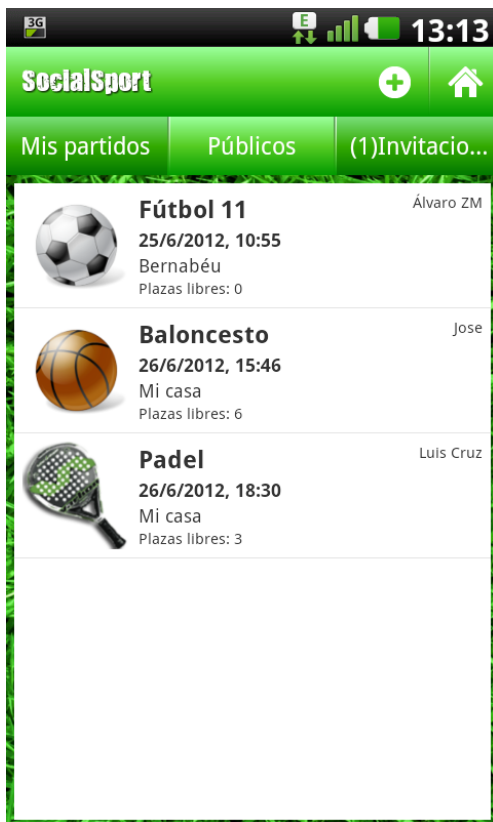 3G
E
13:13
SocialSport
Mis partidos
Públicos
(1)Invitacio...
Fútbol 11
Álvaro ZM
25/6/2012, 10:55
Bernabéu
Plazas libres: 0
Baloncesto
Jose
26/6/2012, 15:46
Mi casa
Plazas libres: 6
Padel
Luis Cruz
26/6/2012, 18:30
Mi casa
Plazas libres: 3